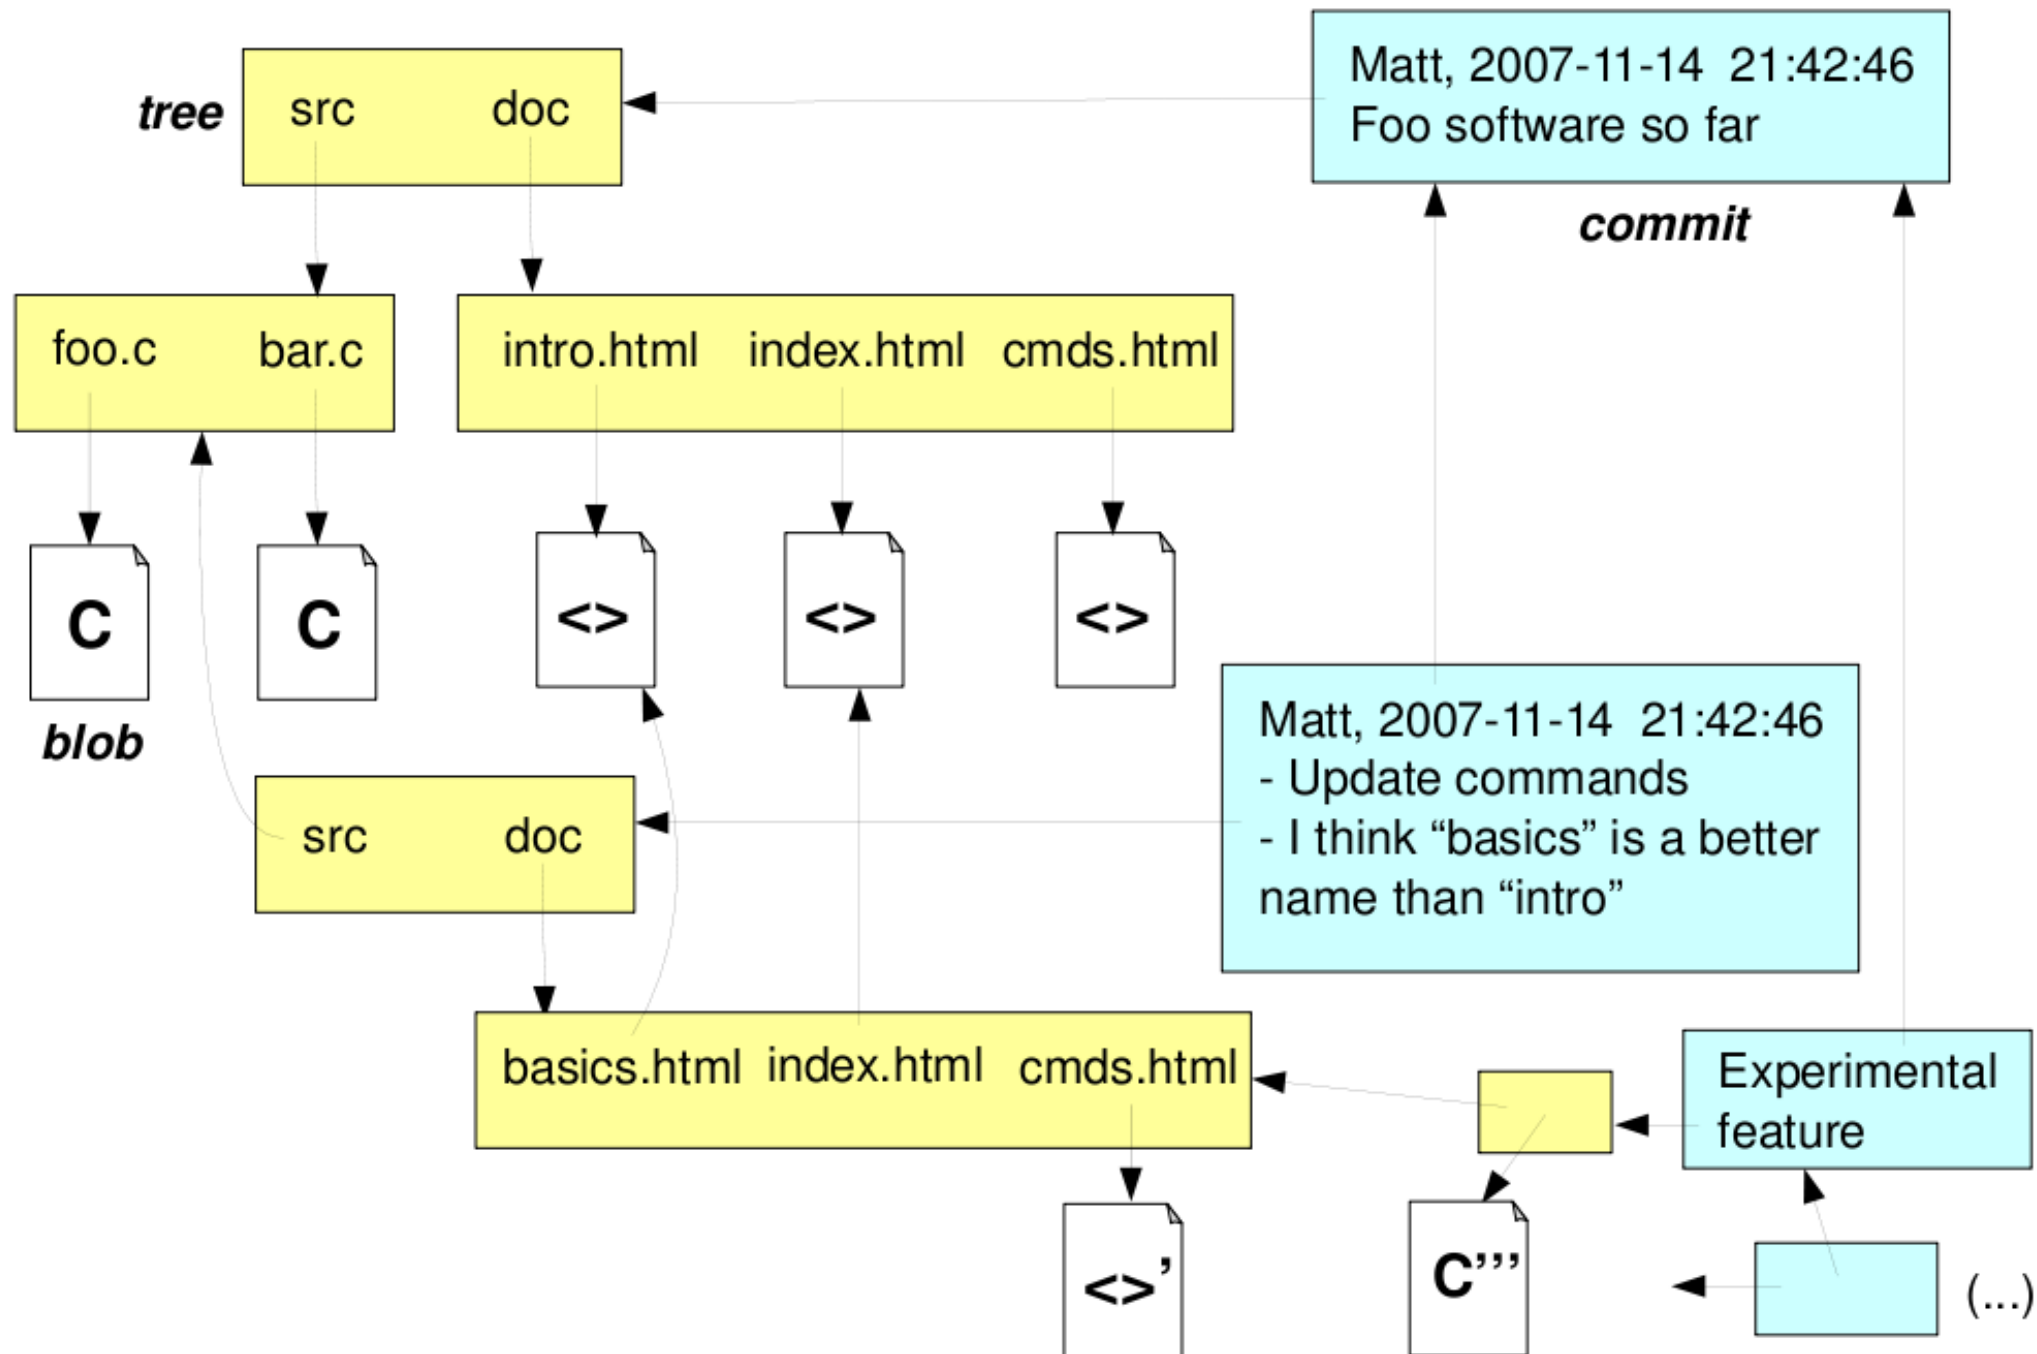 Matt, 2007-11-14  21:42:46
Foo software so far
tree
src doc
commit
foo.c bar.c
intro.html index.html cmds.html
C C <> <> <>
blob
Matt, 2007-11-14  21:42:46
- Update commands
- I think “basics” is a better
name than “intro”
src doc
basics.html index.html cmds.html
Experimental
feature
<>’ C’’’
(...)